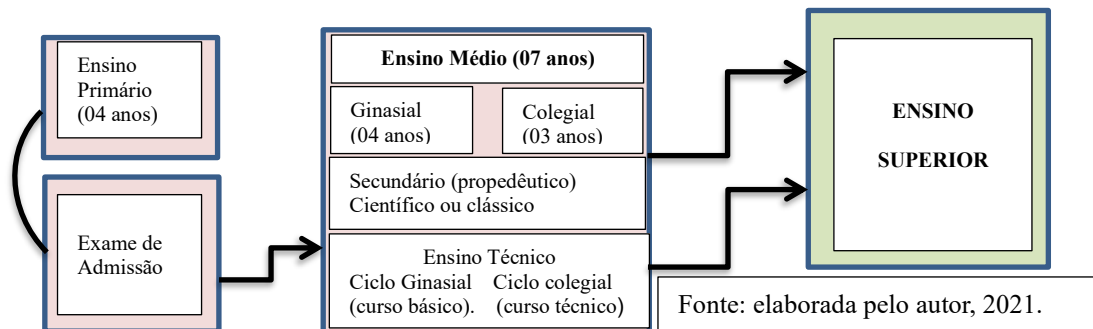 Ensino
Primário
(04 anos)
Exame de
Admissão
Ensino Médio (07 anos)
Ginasial
(04 anos)
Colegial
(03 anos)
Secundário (propedêutico)
Científico ou clássico
Ensino Técnico
Ciclo Ginasial Ciclo colegial
(curso básico). (curso técnico)
ENSINO
SUPERIOR
Fonte: elaborada pelo autor, 2021.